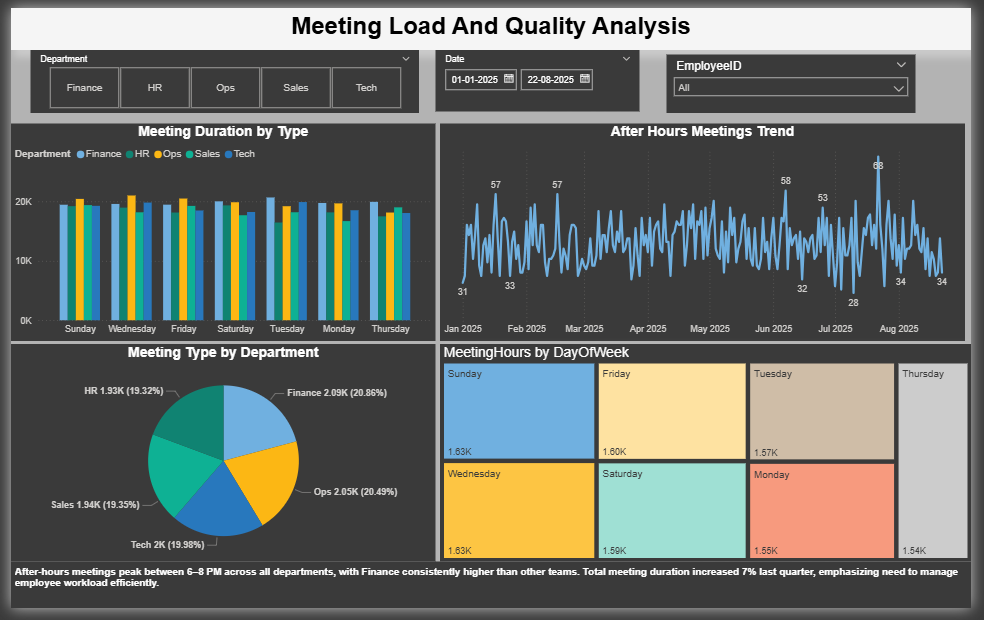 Meeting Load And Quality Analysis
Department
Finance HR Ops Sales Tech
Date
01-01-2025 22-08-2025
EmployeeID
All
Meeting Duration by Type
Department Finance HR Ops Sales Tech
20K
10K
0K
Sunday Wednesday Friday Saturday Tuesday Monday Thursday
After Hours Meetings Trend
57 57 58 53 68
31 33 32 28 34 34
Jan 2025 Feb 2025 Mar 2025 Apr 2025 May 2025 Jun 2025 Jul 2025 Aug 2025
Meeting Type by Department
HR 1.93K (19.32%)
Finance 2.09K (20.86%)
Ops 2.05K (20.49%)
Sales 1.94K (19.35%)
Tech 2K (19.98%)
MeetingHours by DayOfWeek
Sunday
1.63K
Friday
1.60K
Tuesday
1.57K
Thursday
1.54K
Wednesday
1.63K
Saturday
1.59K
Monday
1.55K
After-hours meetings peak between 6–8 PM across all departments, with Finance consistently higher than other teams. Total meeting duration increased 7% last quarter, emphasizing need to manage
employee workload efficiently.